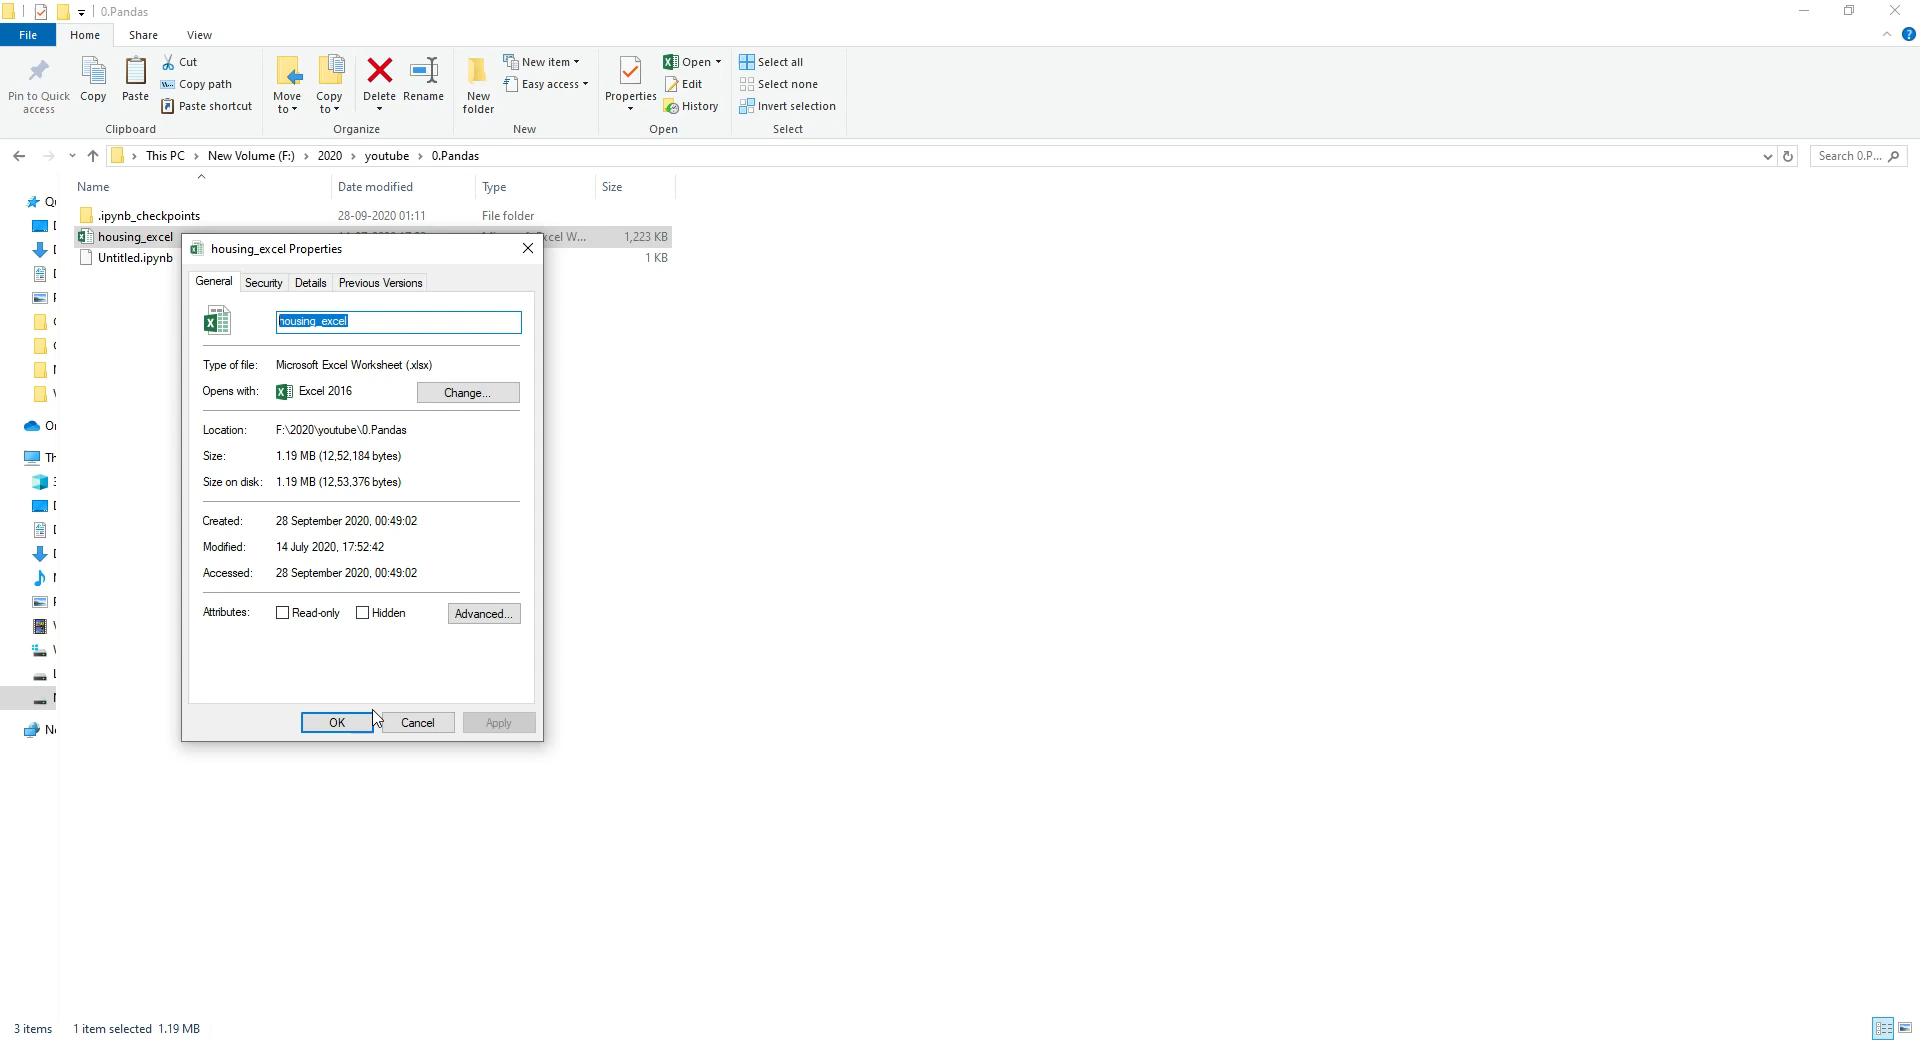 0.Pandas
File Home Share View
Pin to Quick access
Copy
Paste
Cut
Copy path
Paste shortcut
Clipboard
Move to
Copy to
Delete
Rename
Organize
New folder
New item
Easy access
New
Properties
Open
Edit
History
Open
Select all
Select none
Invert selection
Select
This PC > New Volume (F:) > 2020 > youtube > 0.Pandas
Search 0.P...
Name Date modified Type Size
.ipynb_checkpoints 28-09-2020 01:11 File folder
housing_excel 1,223 KB
Untitled.ipynb 1 KB
housing_excel Properties
General Security Details Previous Versions
housing_excel
Type of file: Microsoft Excel Worksheet (.xlsx)
Opens with: Excel 2016 Change...
Location: F:\2020\youtube\0.Pandas
Size: 1.19 MB (12,52,184 bytes)
Size on disk: 1.19 MB (12,53,376 bytes)
Created: 28 September 2020, 00:49:02
Modified: 14 July 2020, 17:52:42
Accessed: 28 September 2020, 00:49:02
Attributes: Read-only Hidden Advanced...
OK Cancel Apply
3 items 1 item selected 1.19 MB